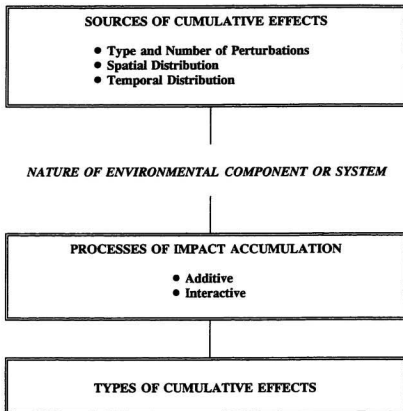 SOURCES OF CUMULATIVE EFFECTS
● Type and Number of Perturbations
● Spatial Distribution
● Temporal Distribution
NATURE OF ENVIRONMENTAL COMPONENT OR SYSTEM
PROCESSES OF IMPACT ACCUMULATION
● Additive
● Interactive
TYPES OF CUMULATIVE EFFECTS